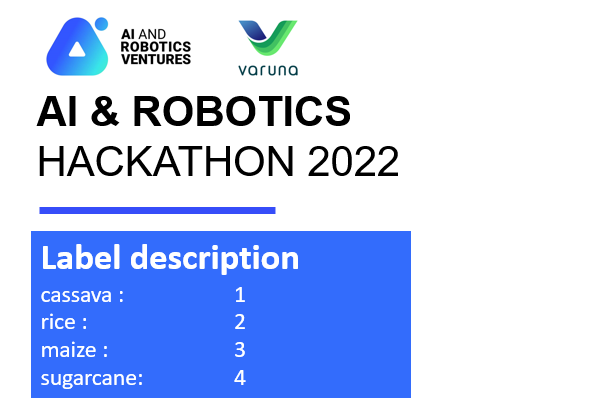 AI AND
ROBOTICS
VENTURES
varuna
AI & ROBOTICS
HACKATHON 2022
Label description
cassava : 1
rice : 2
maize : 3
sugarcane: 4